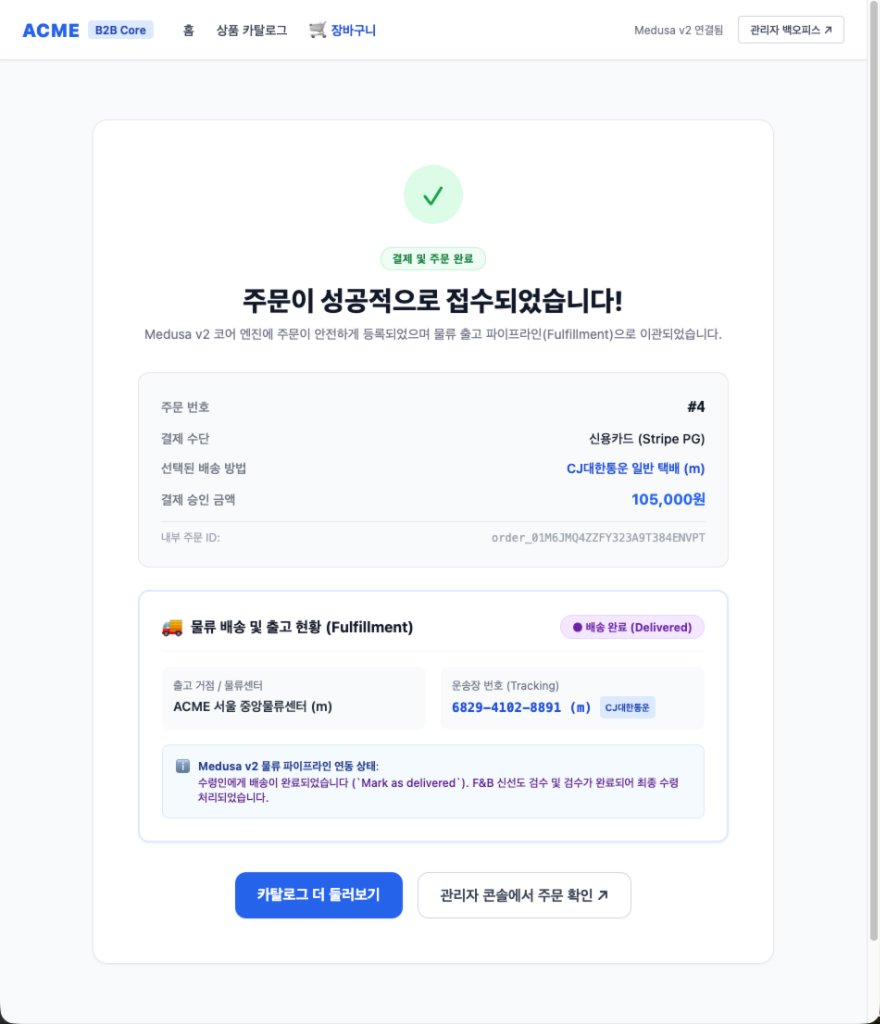 ACME B2B Core 홈 상품 카탈로그 장바구니 Medusa v2 연결됨 관리자 백오피스 ↗
결제 및 주문 완료
주문이 성공적으로 접수되었습니다!
Medusa v2 코어 엔진에 주문이 안전하게 등록되었으며 물류 출고 파이프라인(Fulfillment)으로 이관되었습니다.
주문 번호 #4
결제 수단 신용카드 (Stripe PG)
선택된 배송 방법 CJ대한통운 일반 택배 (m)
결제 승인 금액 105,000원
내부 주문 ID: order_01M6JMQ4ZZFY323A9T384ENVPT
물류 배송 및 출고 현황 (Fulfillment) 배송 완료 (Delivered)
출고 거점 / 물류센터
ACME 서울 중앙물류센터 (m)
운송장 번호 (Tracking)
6829-4102-8891 (m) CJ대한통운
Medusa v2 물류 파이프라인 연동 상태:
수령인에게 배송이 완료되었습니다 (`Mark as delivered`). F&B 신선도 검수 및 검수가 완료되어 최종 수령
처리되었습니다.
카탈로그 더 둘러보기 관리자 콘솔에서 주문 확인 ↗